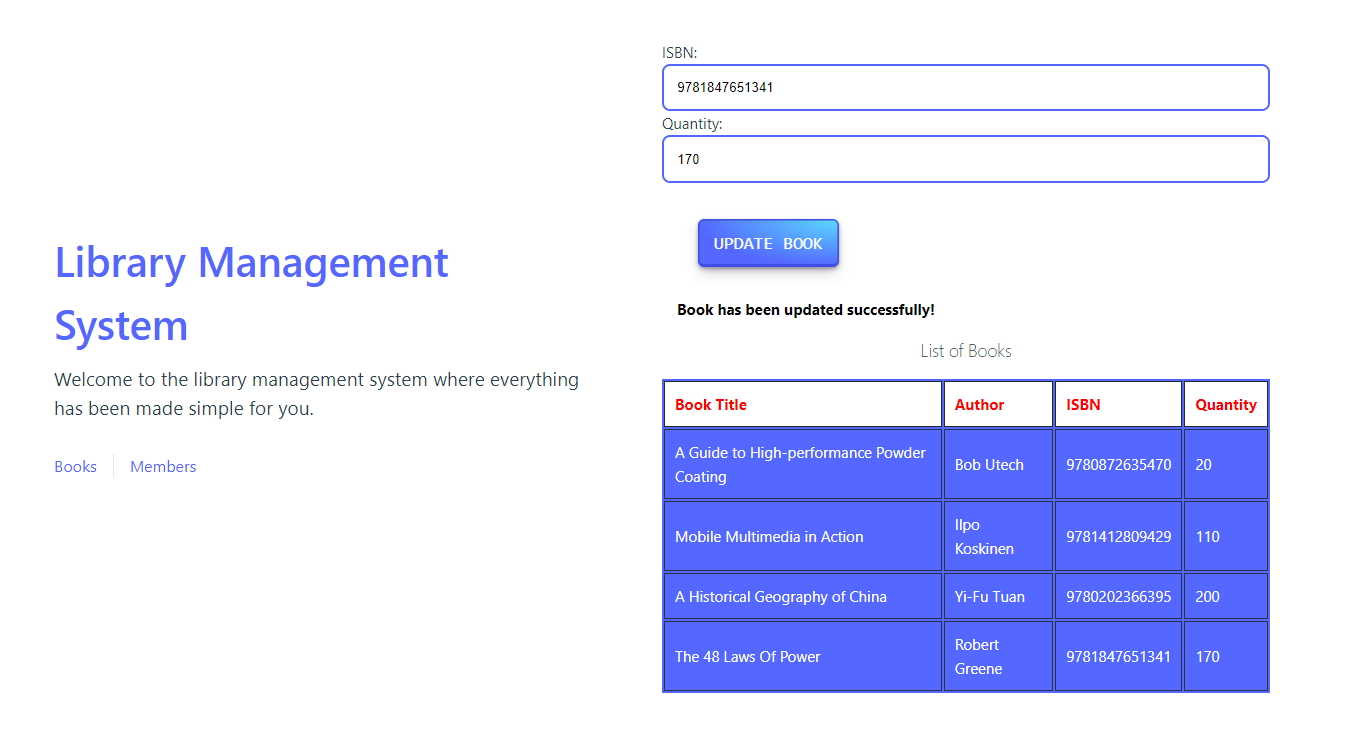 Library Management
System
Welcome to the library management system where everything
has been made simple for you.
Books
Members
ISBN:
9781847651341
Quantity:
170
UPDATE BOOK
Book has been updated successfully!
List of Books
Book Title Author ISBN Quantity
A Guide to High-performance Powder
Coating
Bob Utech
9780872635470
20
Mobile Multimedia in Action
Ilpo
Koskinen
9781412809429
110
A Historical Geography of China
Yi-Fu Tuan
9780202366395
200
The 48 Laws Of Power
Robert
Greene
9781847651341
170